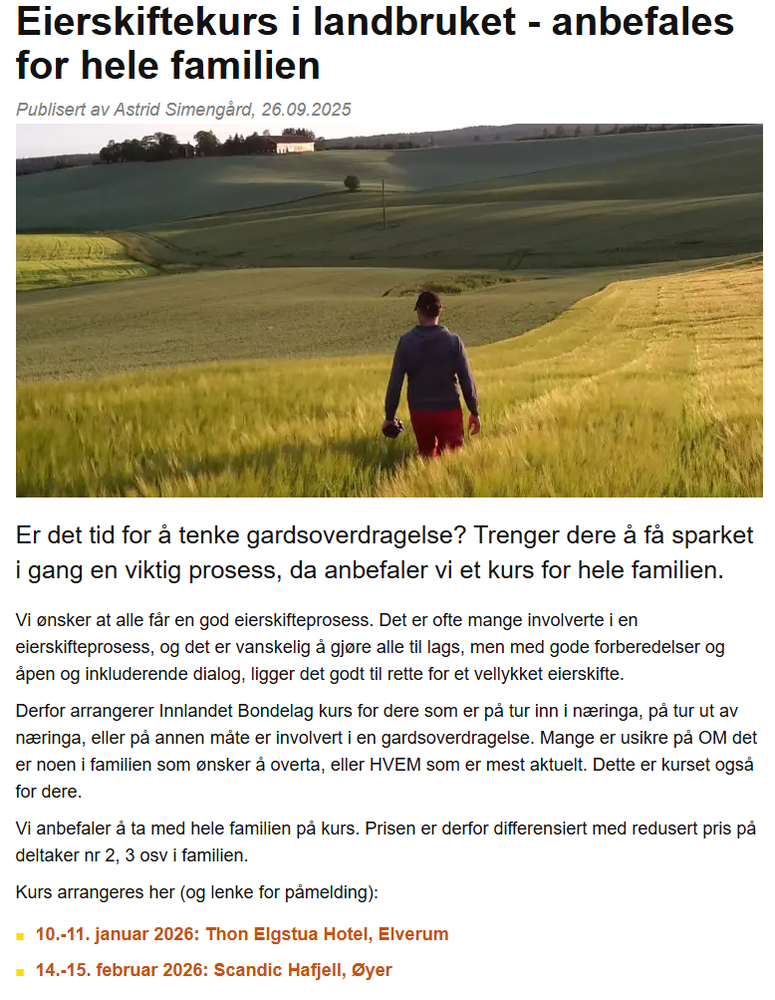 Eierskiftekurs i landbruket - anbefales
for hele familien
Publisert av Astrid Simengård, 26.09.2025
Er det tid for å tenke gardsoverdragelse? Trenger dere å få sparket
i gang en viktig prosess, da anbefaler vi et kurs for hele familien.
Vi ønsker at alle får en god eierskifteprosess. Det er ofte mange involverte i en
eierskifteprosess, og det er vanskelig å gjøre alle til lags, men med gode forberedelser og
åpen og inkluderende dialog, ligger det godt til rette for et vellykket eierskifte.
Derfor arrangerer Innlandet Bondelag kurs for dere som er på tur inn i næringa, på tur ut av
næringa, eller på annen måte er involvert i en gardsoverdragelse. Mange er usikre på OM det
er noen i familien som ønsker å overta, eller HVEM som er mest aktuelt. Dette er kurset også
for dere.
Vi anbefaler å ta med hele familien på kurs. Prisen er derfor differensiert med redusert pris på
deltaker nr 2, 3 osv i familien.
Kurs arrangeres her (og lenke for påmelding):
10.-11. januar 2026: Thon Elgstua Hotel, Elverum
14.-15. februar 2026: Scandic Hafjell, Øyer